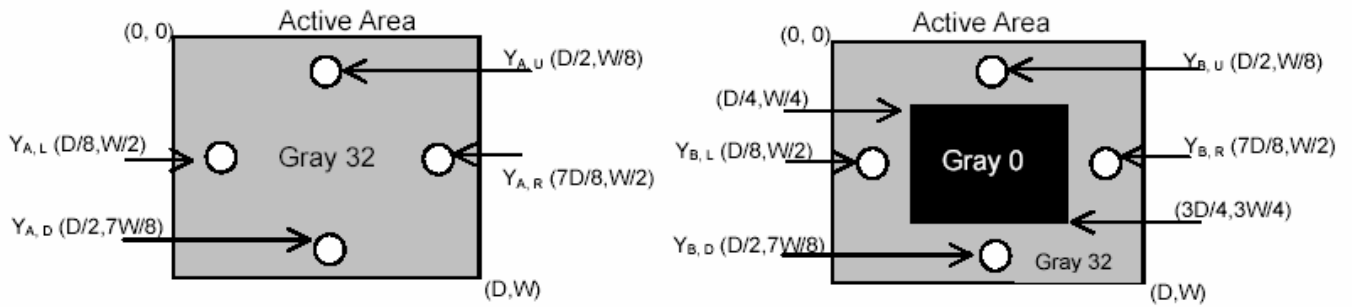 Active Area
(0, 0)
YA, U (D/2,W/8)
YA, L (D/8,W/2)
Gray 32
YA, R (7D/8,W/2)
YA, D (D/2,7W/8)
(D,W)
Active Area
(0, 0)
YB, U (D/2,W/8)
(D/4,W/4)
YB, L (D/8,W/2)
Gray 0
YB, R (7D/8,W/2)
(3D/4,3W/4)
YB, D (D/2,7W/8)
Gray 32
(D,W)